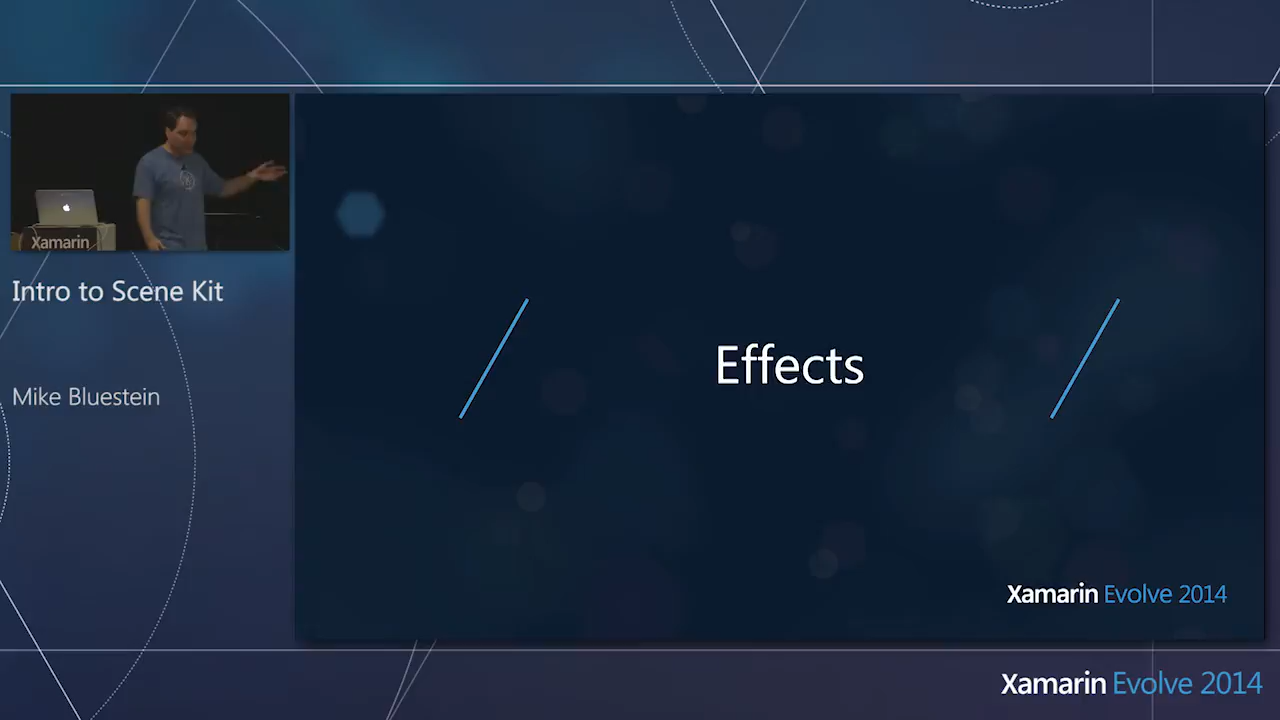 Xamarin
Intro to Scene Kit
Mike Bluestein
Effects
Xamarin Evolve 2014
Xamarin Evolve 2014